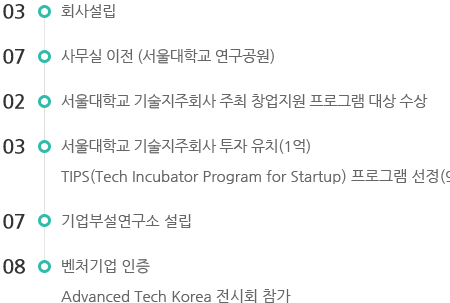 03 회사설립
07 사무실 이전 (서울대학교 연구공원)
02 서울대학교 기술지주회사 주최 창업지원 프로그램 대상 수상
03 서울대학교 기술지주회사 투자 유치(1억)
TIPS(Tech Incubator Program for Startup) 프로그램 선정(
07 기업부설연구소 설립
08 벤처기업 인증
Advanced Tech Korea 전시회 참가